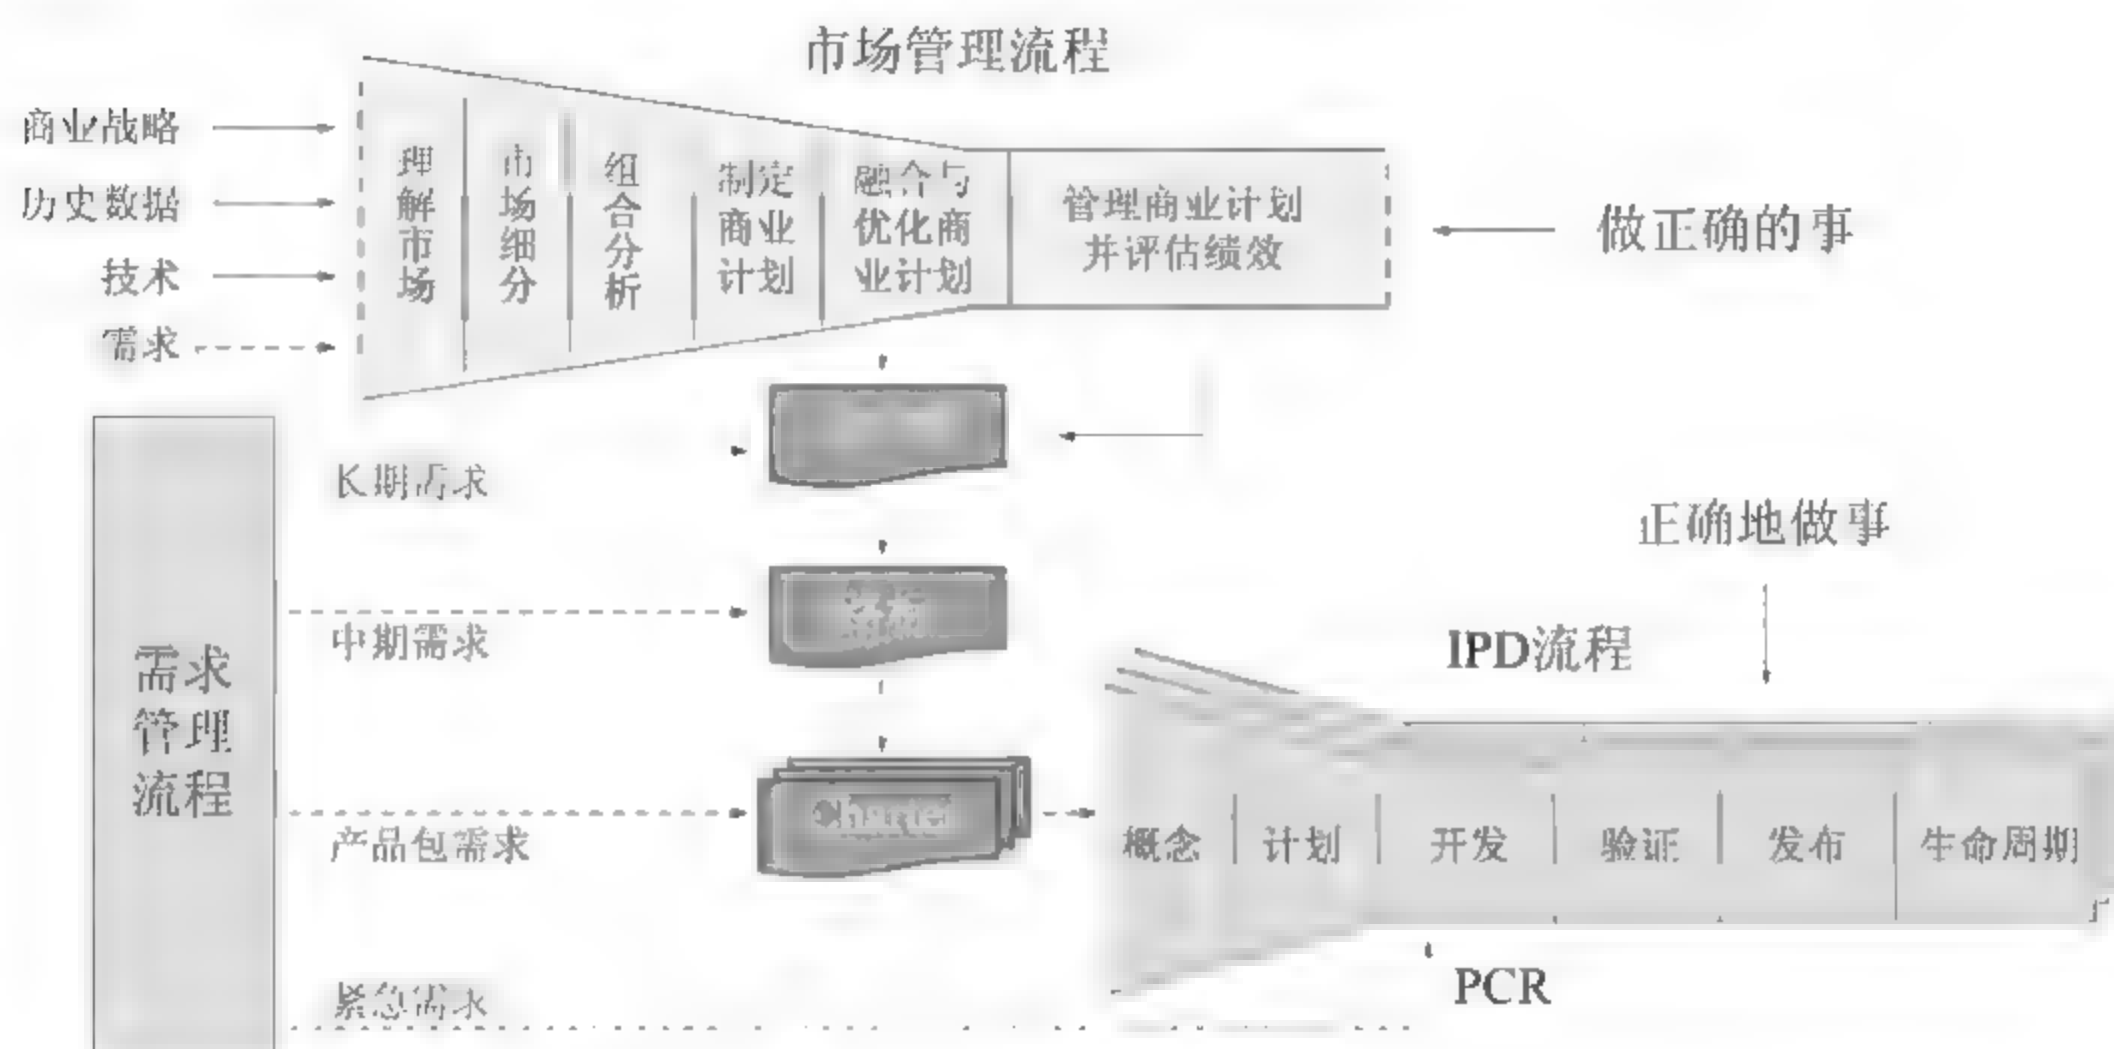 市场管理流程
商业战略
历史数据
技术
需求
理解市场
市场细分
组合分析
制定
商业
计划
融合与
优化商
业计划
管理商业计划
并评估绩效
做正确的事
长期需求
中期需求
产品包需求
紧急需求
需求
管理
流程
Charter
正确地做事
IPD流程
概念
计划
开发
验证
发布
生命周期
PCR